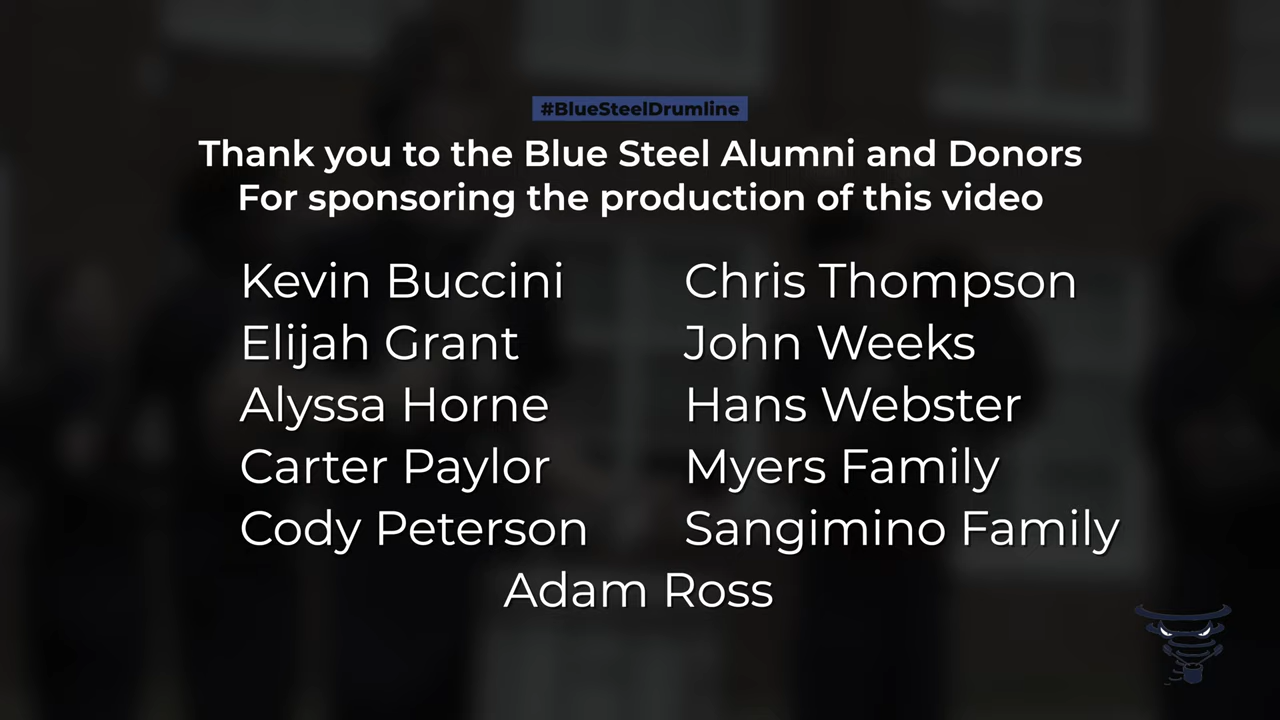 #BlueSteelDrumline
Thank you to the Blue Steel Alumni and Donors
For sponsoring the production of this video
Kevin Buccini
Elijah Grant
Alyssa Horne
Carter Paylor
Cody Peterson
Chris Thompson
John Weeks
Hans Webster
Myers Family
Sangimino Family
Adam Ross